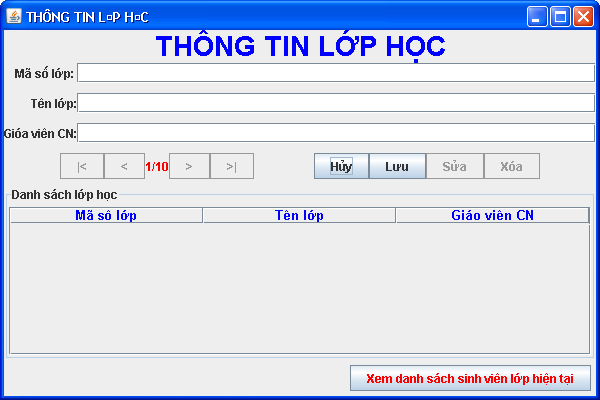 THÔNG TIN L¤P H¤C
THÔNG TIN LỚP HỌC
Mã số lớp:
Tên lớp:
Gióa viên CN:
|< < 1/10 > >| Hủy Lưu Sửa Xóa
Danh sách lớp học
Mã số lớp Tên lớp Giáo viên CN
Xem danh sách sinh viên lớp hiện tại